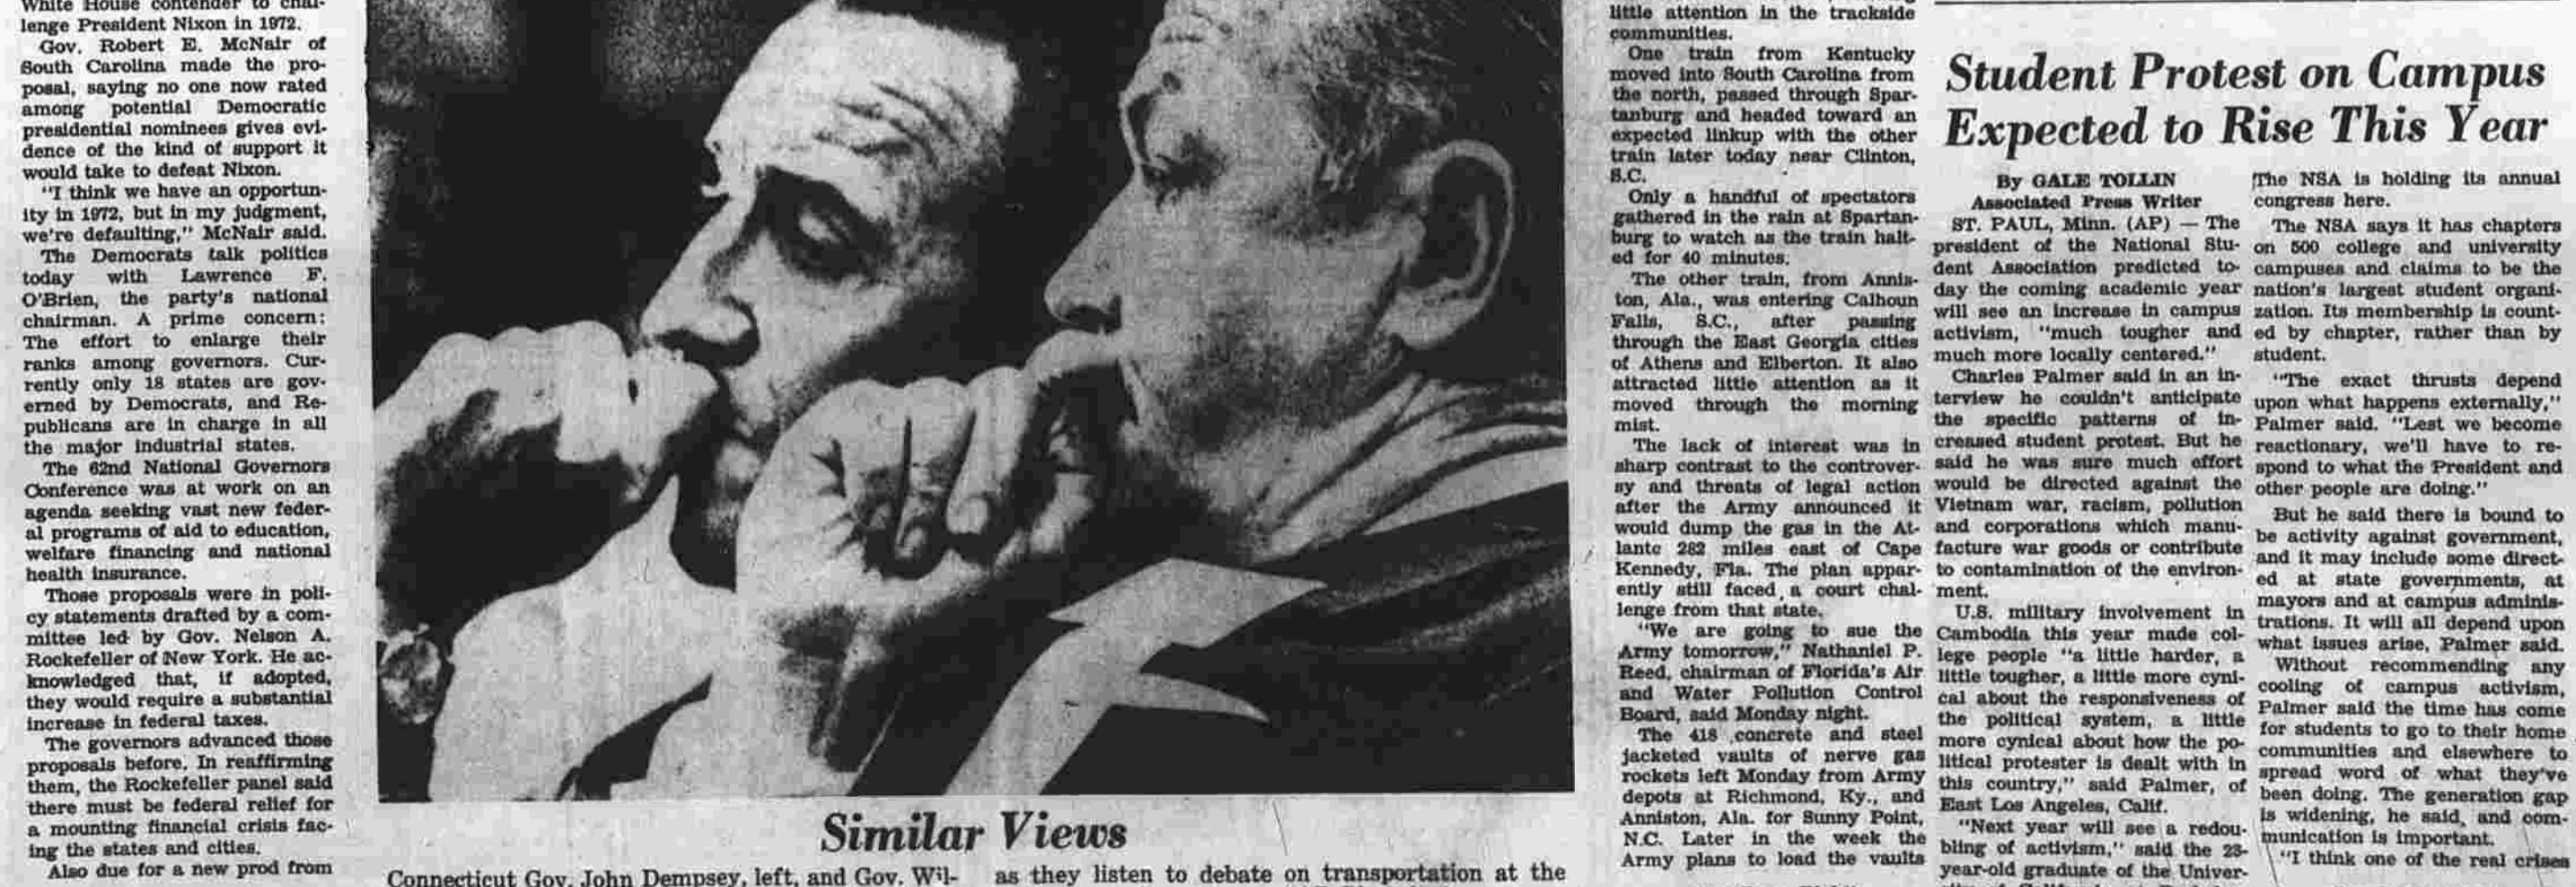 White House contender to chal-
lenge President Nixon in 1972.
Gov. Robert E. McNair of
South Carolina made the pro-
posal, saying no one now rated
among potential Democratic
presidential nominees gives evi-
dence of the kind of support it
would take to defeat Nixon.
"I think we have an opportun-
ity in 1972, but in my judgment,
we're defaulting," McNair said.
The Democrats talk politics
today with Lawrence F.
O'Brien, the party's national
chairman. A prime concern:
The effort to enlarge their
ranks among governors. Cur-
rently only 18 states are gov-
erned by Democrats, and Re-
publicans are in charge in all
the major industrial states.
The 62nd National Governors
Conference was at work on an
agenda seeking vast new feder-
al programs of aid to education,
welfare financing and national
health insurance.
Those proposals were in poli-
cy statements drafted by a com-
mittee led by Gov. Nelson A.
Rockefeller of New York. He ac-
knowledged that, if adopted,
they would require a substantial
increase in federal taxes.
The governors advanced those
proposals before. In reaffirming
them, the Rockefeller panel said
there must be federal relief for
a mounting financial crisis fac-
ing the states and cities.
Also due for a new prod from
Similar Views
Connecticut Gov. John Dempsey, left, and Gov. Wil-
as they listen to debate on transportation at the
little attention in the trackside
communities.
One train from Kentucky
moved into South Carolina from
the north, passed through Spar-
tanburg and headed toward an
expected linkup with the other
train later today near Clinton,
S.C.
Only a handful of spectators
gathered in the rain at Spartan-
burg to watch as the train halt-
ed for 40 minutes.
The other train, from Annis-
ton, Ala., was entering Calhoun
Falls, S.C., after passing
through the East Georgia cities
of Athens and Elberton. It also
attracted little attention as it
moved through the morning
mist.
The lack of interest was in
sharp contrast to the controver-
sy and threats of legal action
after the Army announced it
would dump the gas in the At-
lantc 282 miles east of Cape
Kennedy, Fla. The plan appar-
ently still faced a court chal-
lenge from that state.
"We are going to sue the
Army tomorrow," Nathaniel P.
Reed, chairman of Florida's Air
and Water Pollution Control
Board, said Monday night.
The 418 concrete and steel
jacketed vaults of nerve gas
rockets left Monday from Army
depots at Richmond, Ky., and
Anniston, Ala. for Sunny Point,
N.C. Later in the week the
Army plans to load the vaults
Student Protest on Campus
Expected to Rise This Year
By GALE TOLLIN
Associated Press Writer
ST. PAUL, Minn. (AP) — The
president of the National Stu-
dent Association predicted to-
day the coming academic year
will see an increase in campus
activism, "much tougher and
much more locally centered."
Charles Palmer said in an in-
terview he couldn't anticipate
the specific patterns of in-
creased student protest. But he
said he was sure much effort
would be directed against the
Vietnam war, racism, pollution
and corporations which manu-
facture war goods or contribute
to contamination of the environ-
ment.
U.S. military involvement in
Cambodia this year made col-
lege people "a little harder, a
little tougher, a little more cyni-
cal about the responsiveness of
the political system, a little
more cynical about how the po-
litical protester is dealt with in
this country," said Palmer, of
East Los Angeles, Calif.
"Next year will see a redou-
bling of activism," said the 23-
year-old graduate of the Univer-
The NSA is holding its annual
congress here.
The NSA says it has chapters
on 500 college and university
campuses and claims to be the
nation's largest student organi-
zation. Its membership is count-
ed by chapter, rather than by
student.
"The exact thrusts depend
upon what happens externally,"
Palmer said. "Lest we become
reactionary, we'll have to re-
spond to what the President and
other people are doing."
But he said there is bound to
be activity against government,
and it may include some direct-
ed at state governments, at
mayors and at campus adminis-
trations. It will all depend upon
what issues arise, Palmer said.
Without recommending any
cooling of campus activism,
Palmer said the time has come
for students to go to their home
communities and elsewhere to
spread word of what they've
been doing. The generation gap
is widening, he said, and com-
munication is important.
"I think one of the real crises